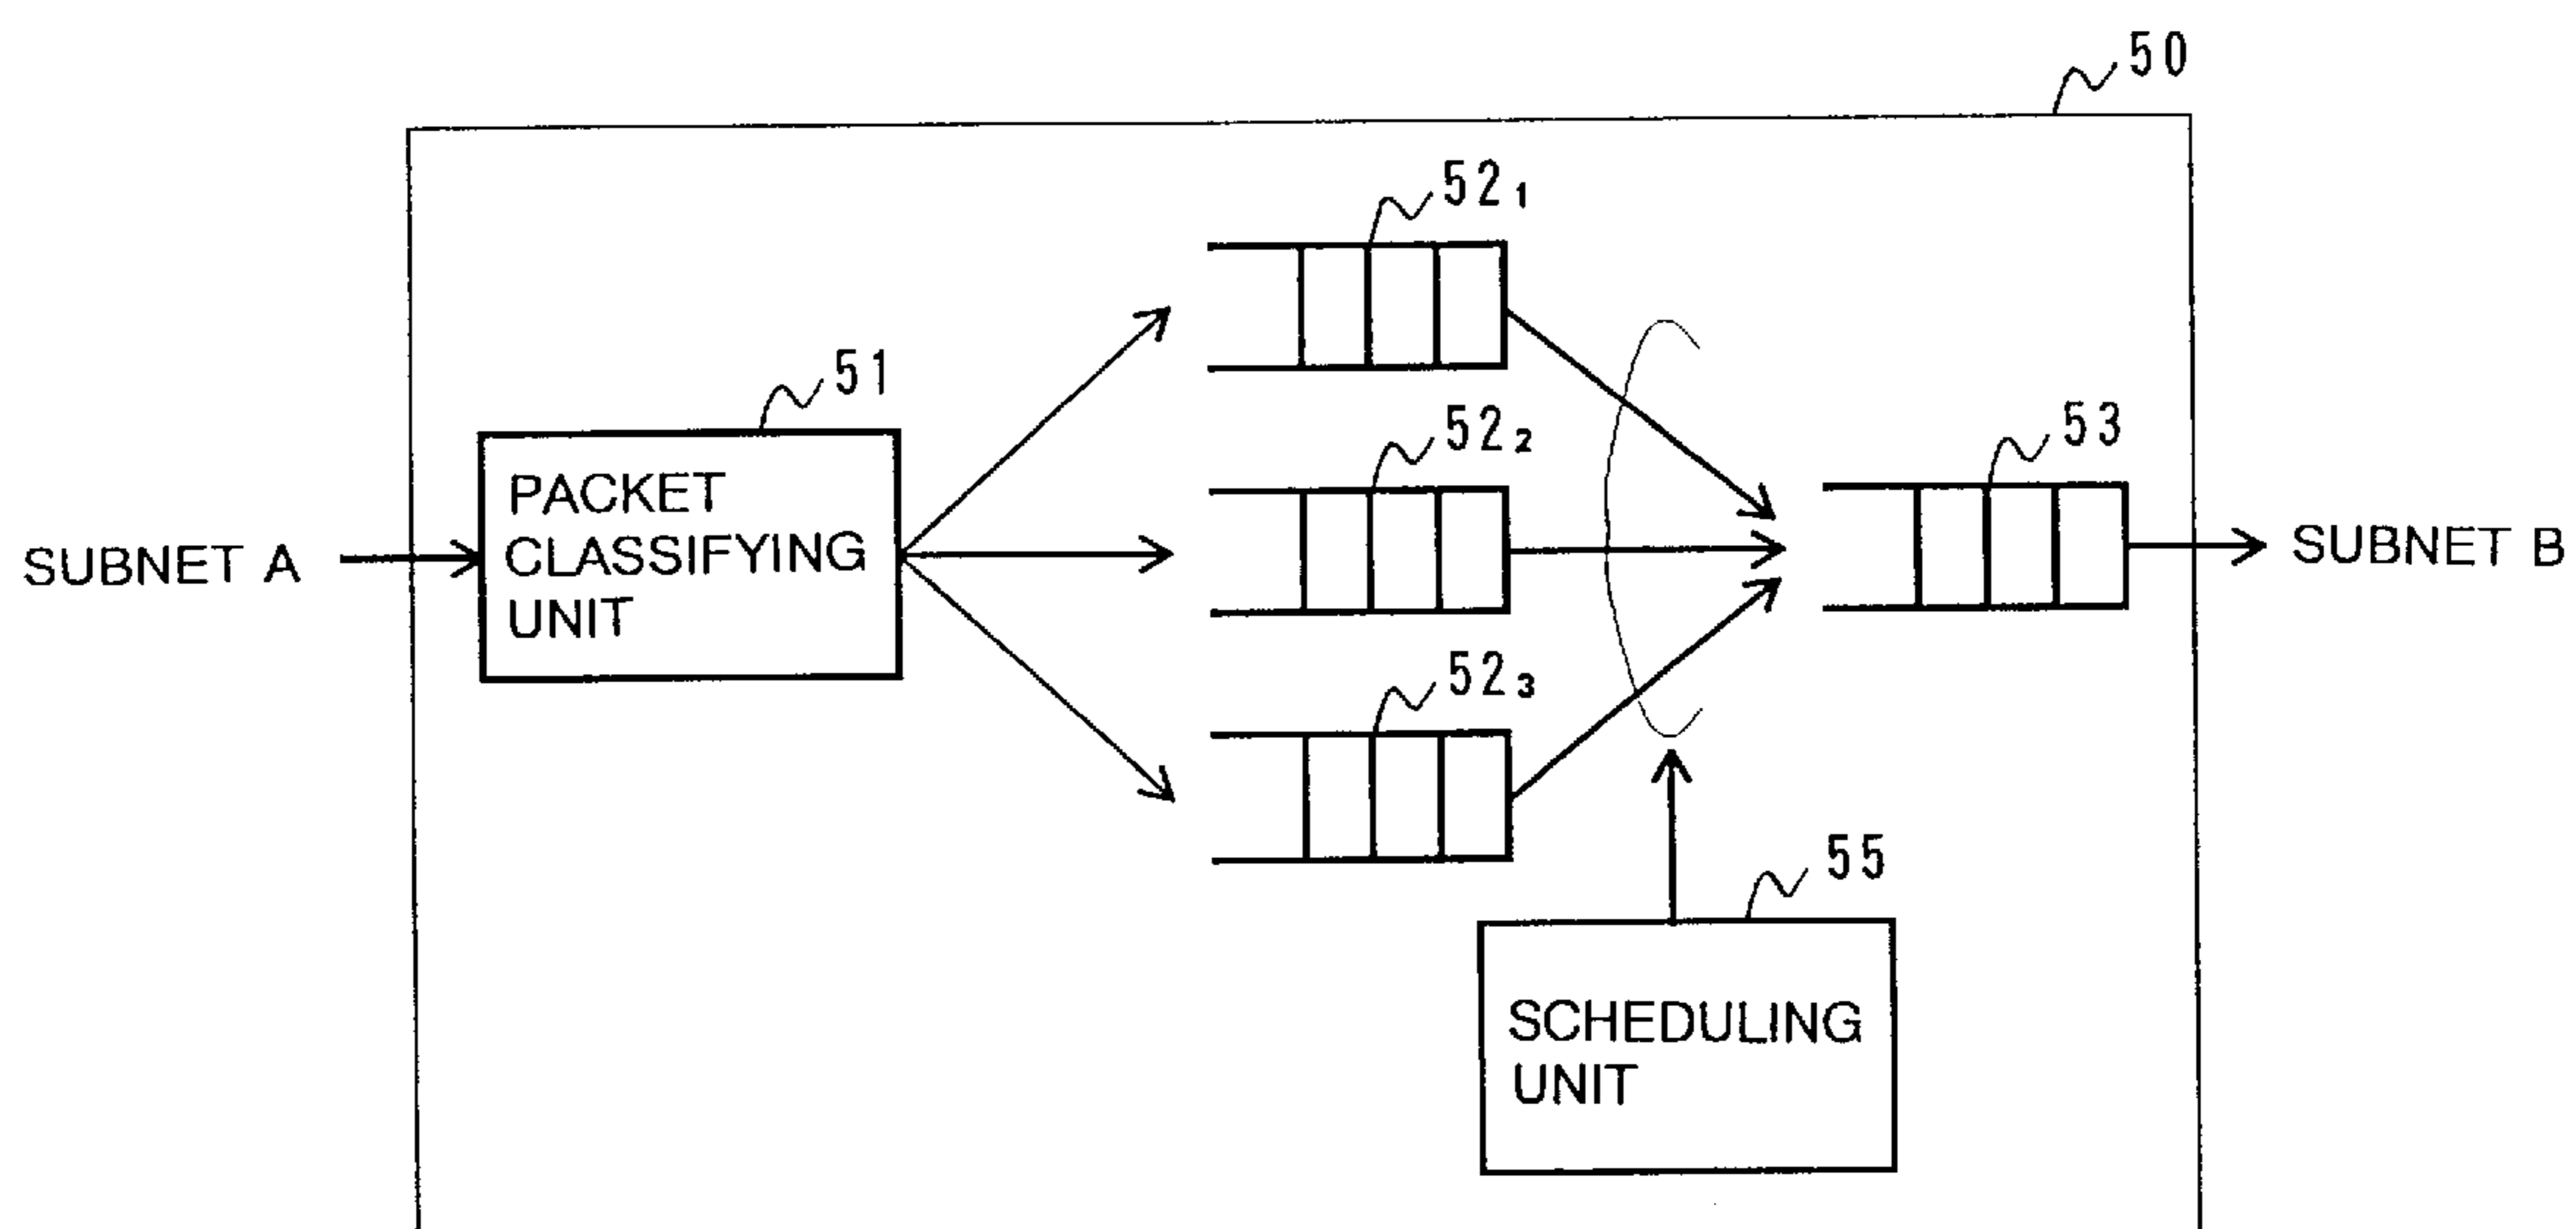 50
52₁
51
PACKET
CLASSIFYING
UNIT
52₂
53
SUBNET A
SUBNET B
52₃
55
SCHEDULING
UNIT